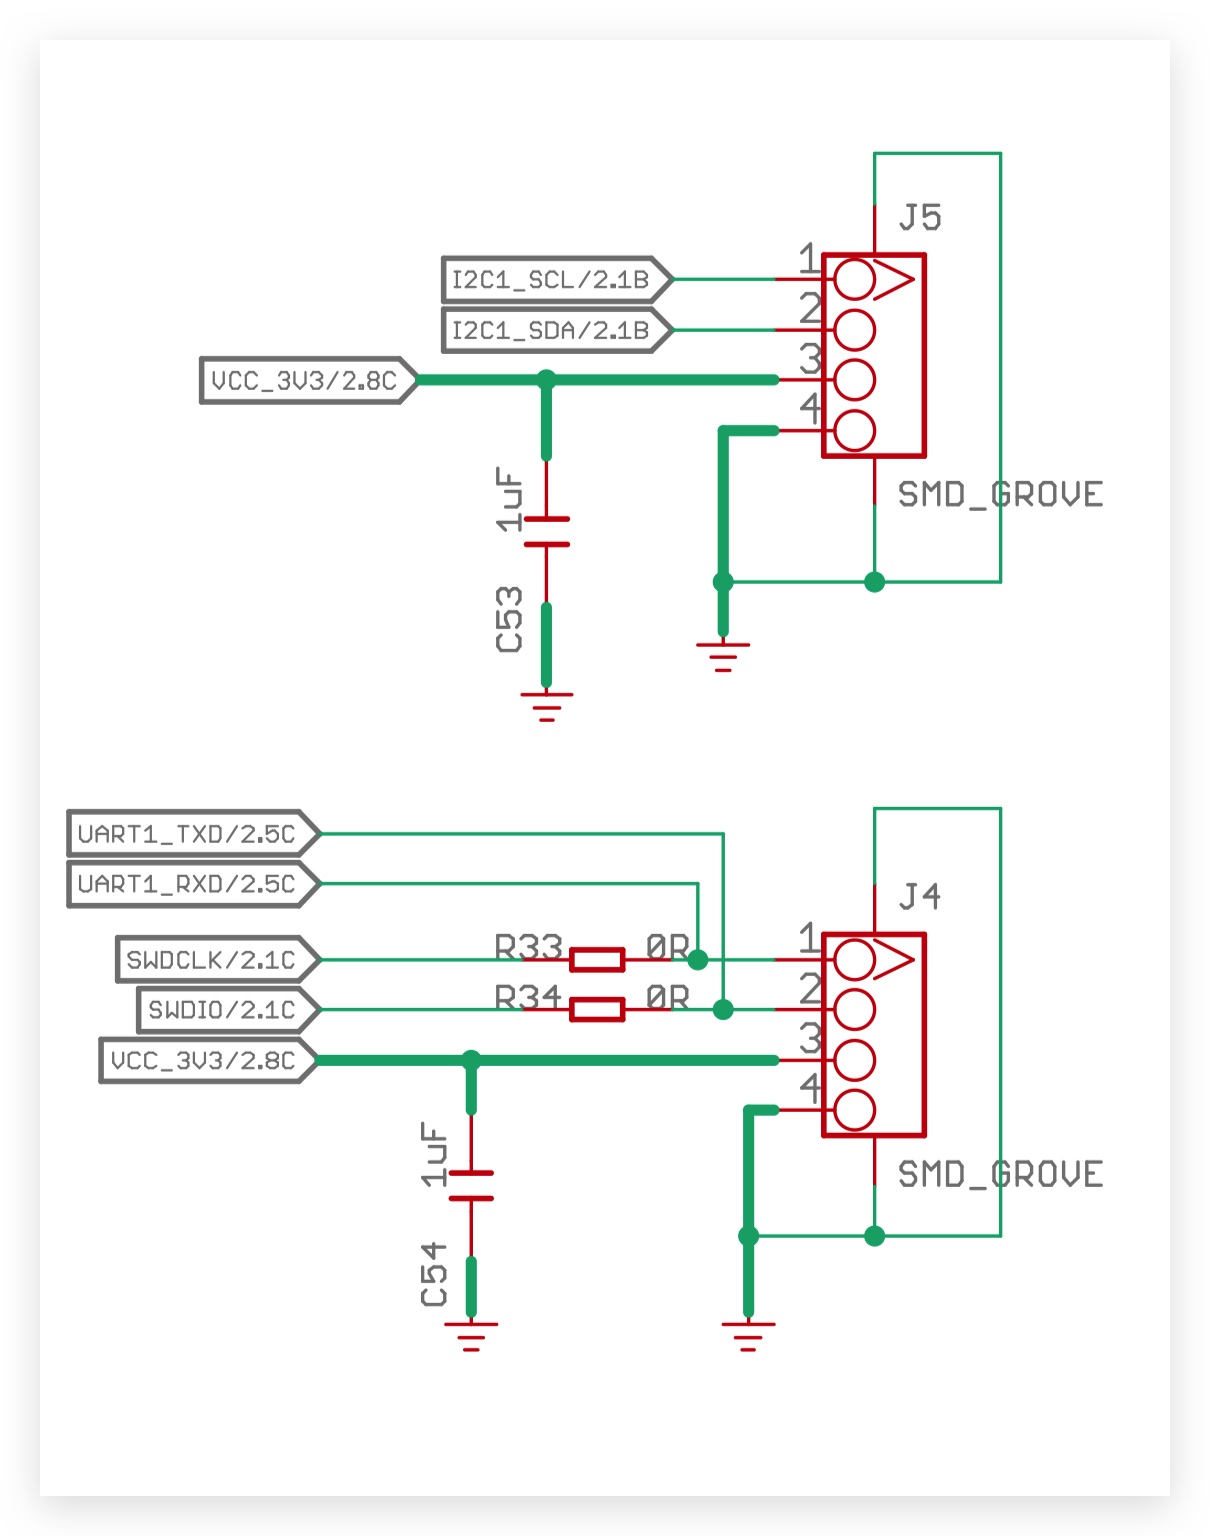 J5
1
I2C1_SCL/2.1B
2
I2C1_SDA/2.1B
3
VCC_3V3/2.8C
4
1uF
SMD_GROVE
C53
UART1_TXD/2.5C
UART1_RXD/2.5C
J4
R33 0R 1
SWDCLK/2.1C
R34 0R 2
SWDIO/2.1C
3
VCC_3V3/2.8C
4
1uF
SMD_GROVE
C54